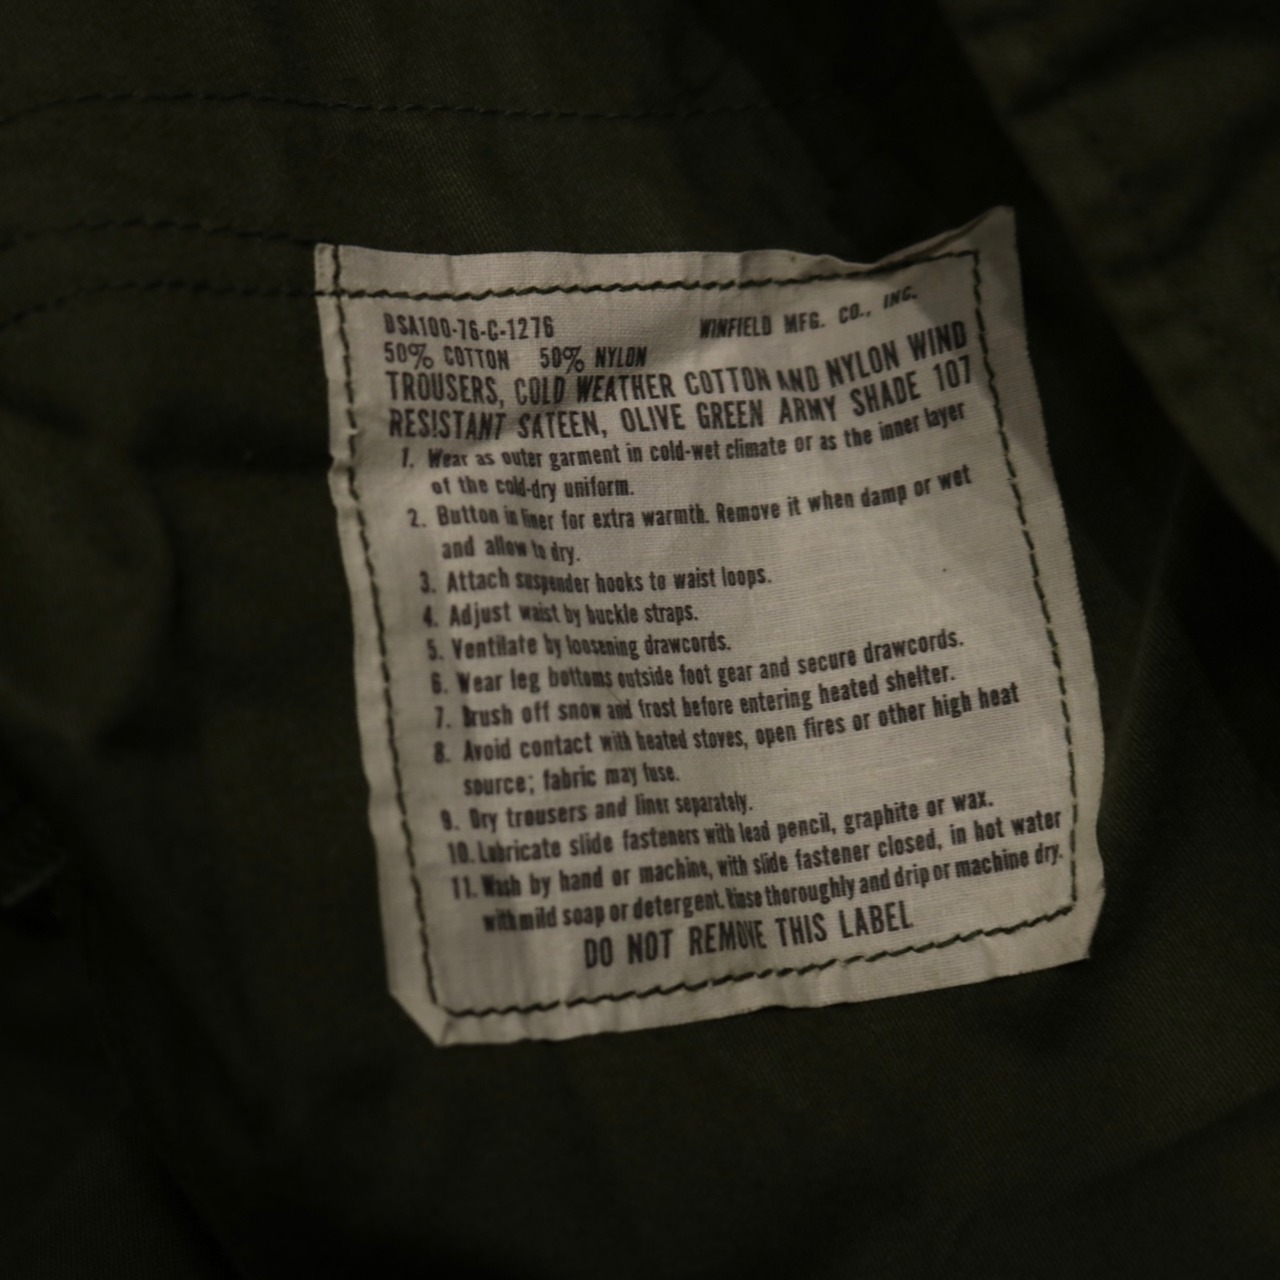 DSA100-76-C-1276 WINFIELD MFG. CO., INC.
50% COTTON 50% NYLON
TROUSERS, COLD WEATHER COTTON AND NYLON WIND
RESISTANT SATEEN, OLIVE GREEN ARMY SHADE 107
1. Wear as outer garment in cold-wet climate or as the inner layer
of the cold-dry uniform.
2. Button in liner for extra warmth. Remove it when damp or wet
and allow to dry.
3. Attach suspender hooks to waist loops.
4. Adjust waist by buckle straps.
5. Ventilate by loosening drawcords.
6. Wear leg bottoms outside foot gear and secure drawcords.
7. Brush off snow and frost before entering heated shelter.
8. Avoid contact with heated stoves, open fires or other high heat
source; fabric may fuse.
9. Dry trousers and liner separately.
10. Lubricate slide fasteners with lead pencil, graphite or wax.
11. Wash by hand or machine, with slide fastener closed, in hot water
with mild soap or detergent. Rinse thoroughly and drip or machine dry.
DO NOT REMOVE THIS LABEL